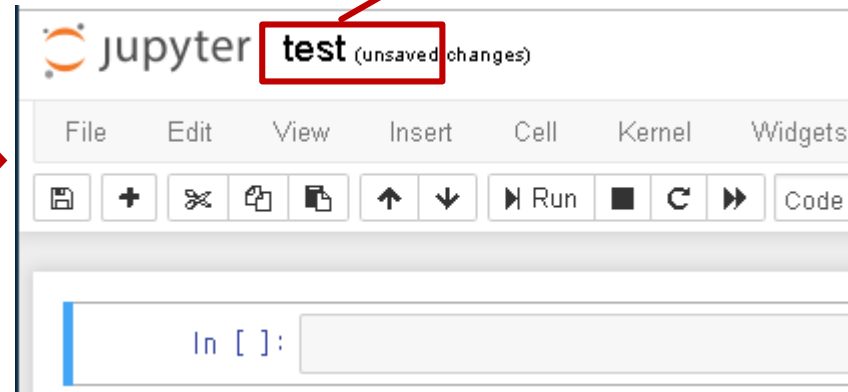 jupyter test (unsaved changes)
File Edit View Insert Cell Kernel Widgets
Run Code
In [ ]: